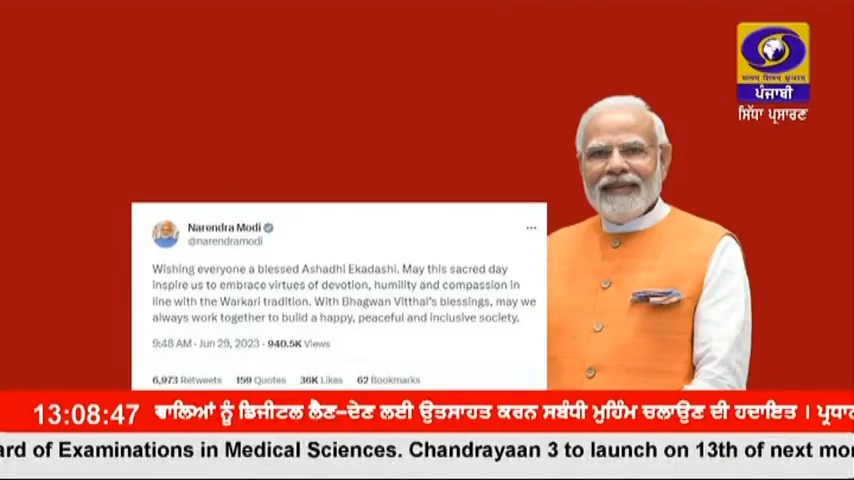 ਪੰਜਾਬੀ
ਸਿੱਧਾ ਪ੍ਰਸਾਰਣ
Narendra Modi
@narendramodi
Wishing everyone a blessed Ashadhi Ekadashi. May this sacred day
inspire us to embrace virtues of devotion, humility and compassion in
line with the Warkari tradition. With Bhagwan Vitthal's blessings, may we
always work together to build a happy, peaceful and inclusive society.
9:48 AM · Jun 29, 2023 · 940.5K Views
6,973 Retweets 159 Quotes 36K Likes 62 Bookmarks
13:08:47 ਵਾਲਿਆਂ ਨੂੰ ਡਿਜੀਟਲ ਲੈਣ-ਦੇਣ ਲਈ ਉਤਸਾਹਤ ਕਰਨ ਸਬੰਧੀ ਮੁਹਿੰਮ ਚਲਾਉਣ ਦੀ ਹਦਾਇਤ । ਪ੍ਰਧਾਨ
ard of Examinations in Medical Sciences. Chandrayaan 3 to launch on 13th of next mon